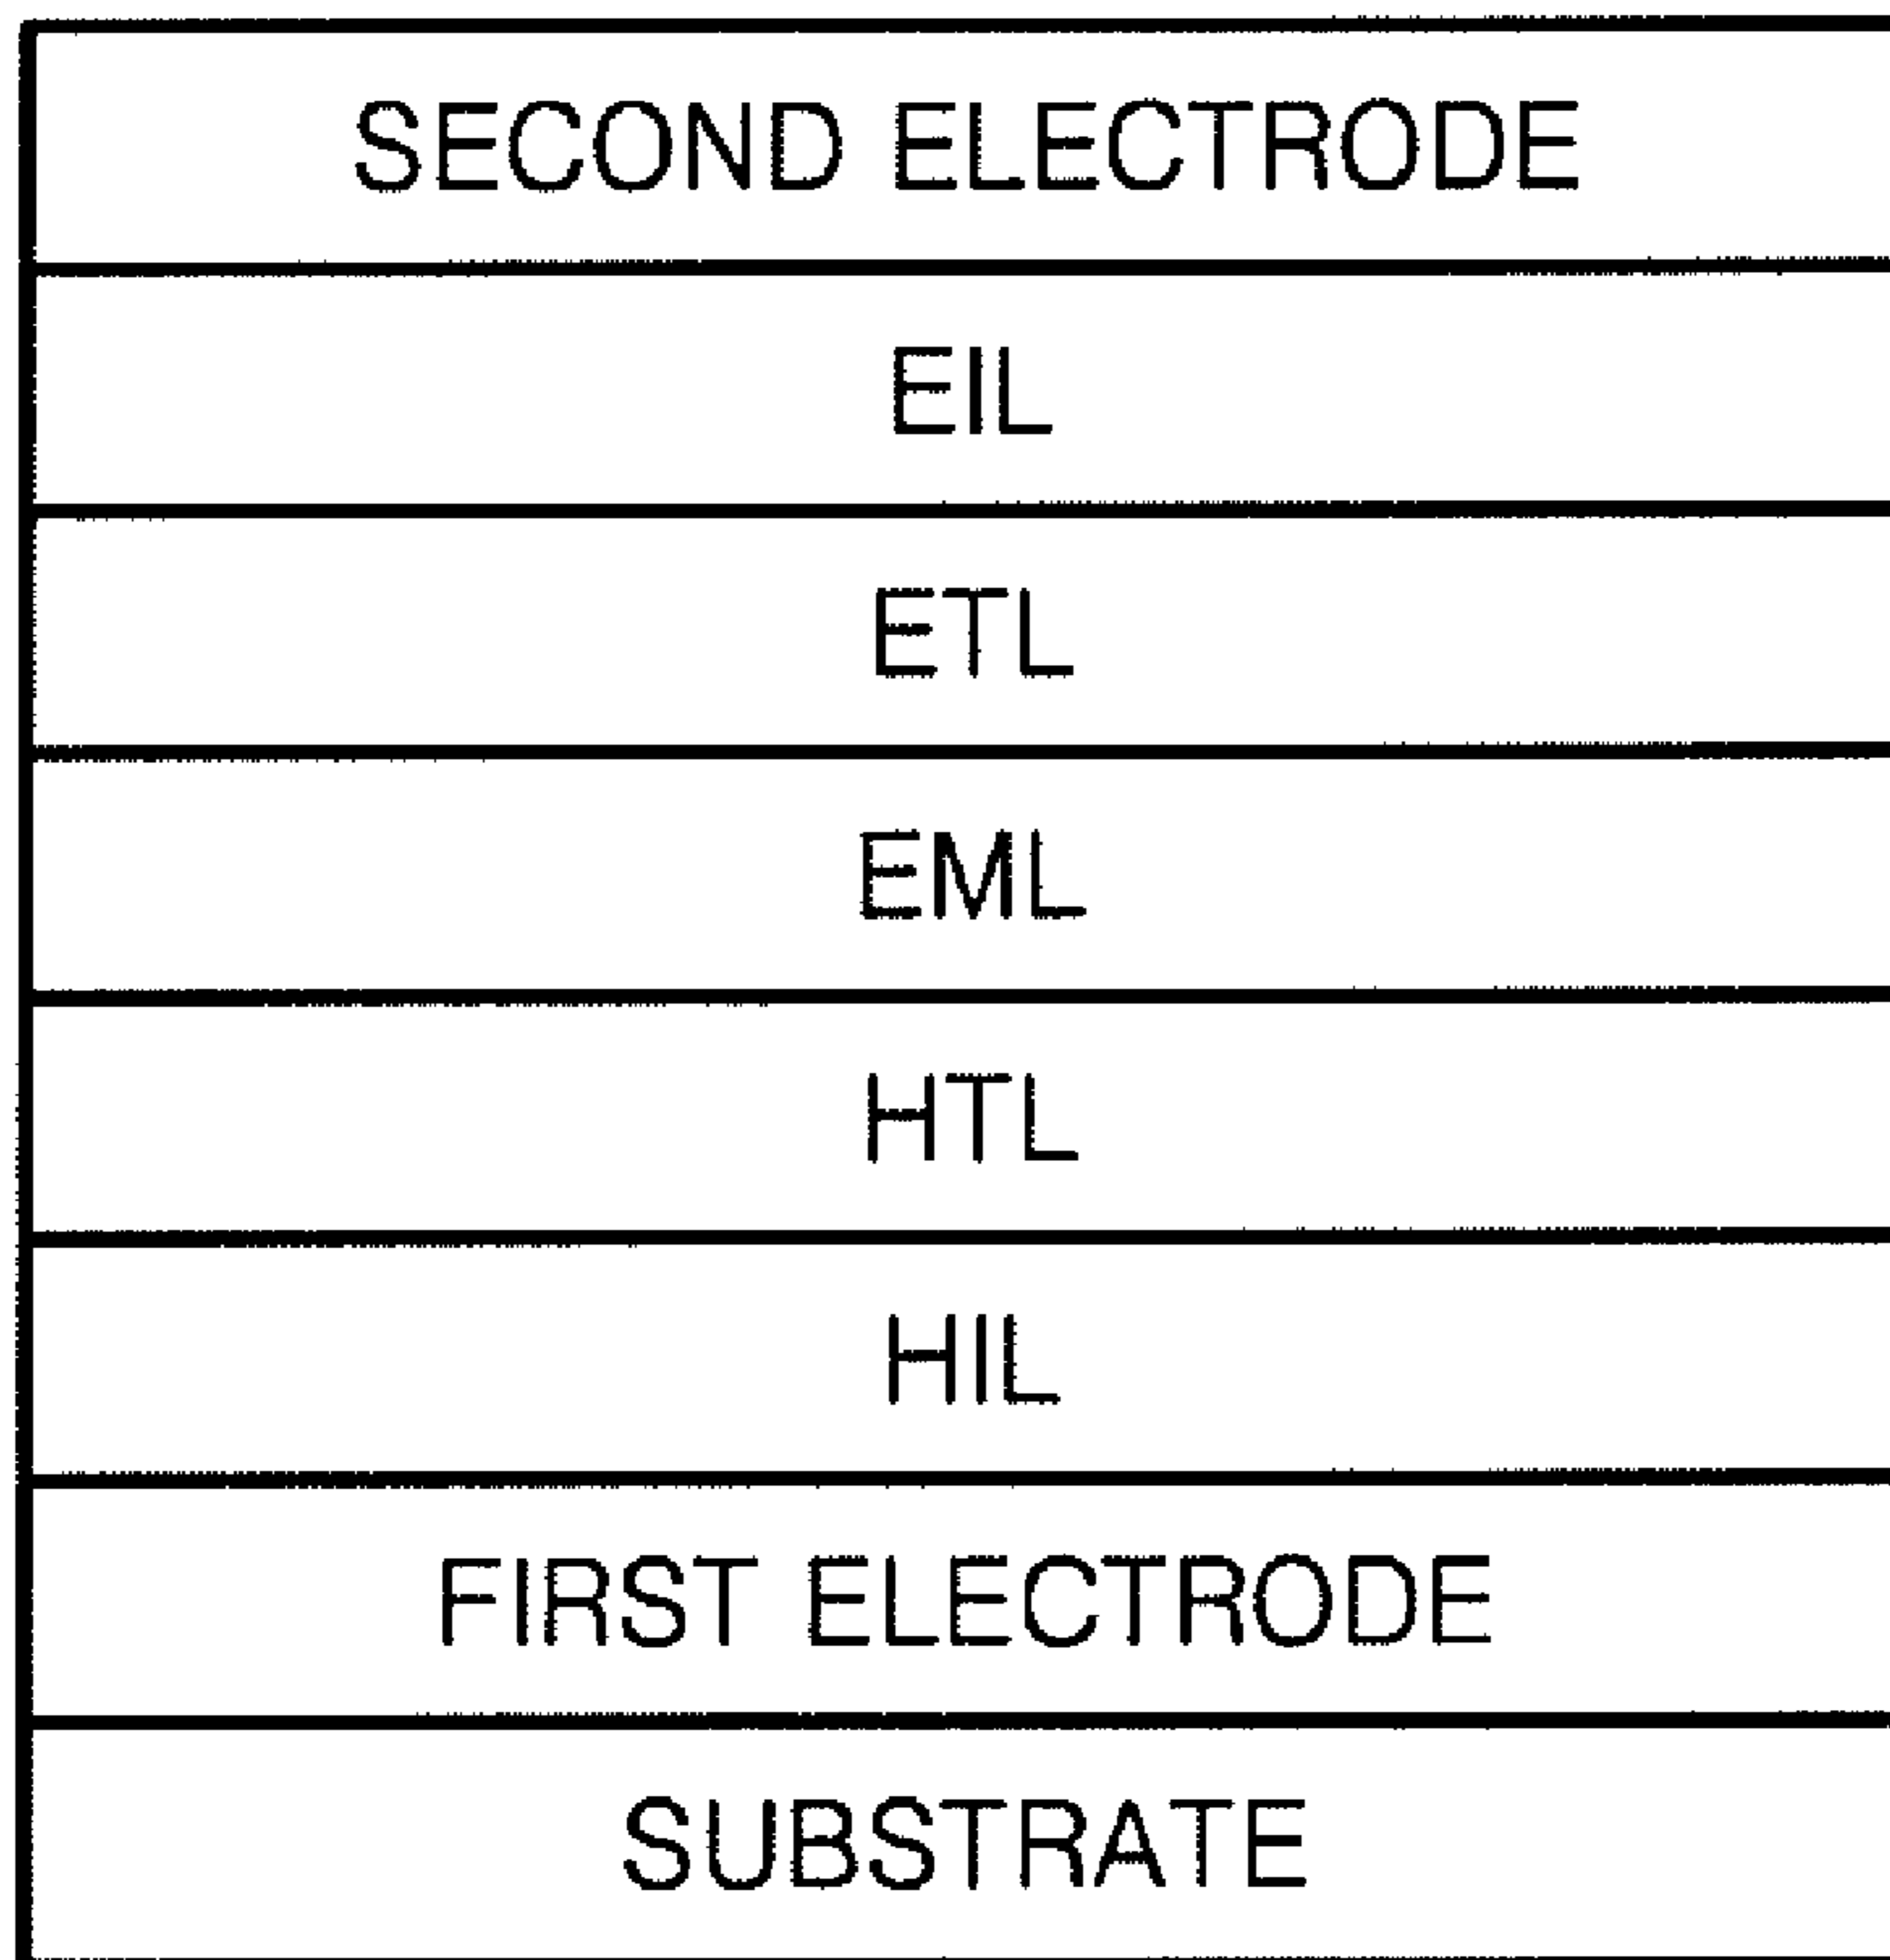 SECOND ELECTRODE
EIL
ETL
EML
HTL
HIL
FIRST ELECTRODE
SUBSTRATE